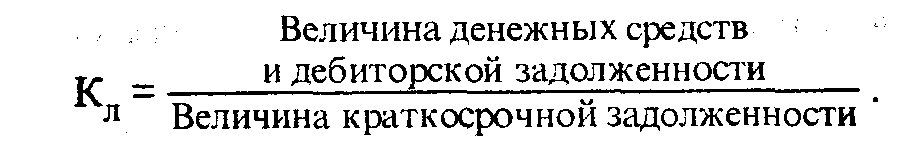 Величина денежных средств
и дебиторской задолженности
Кл =
Величина краткосрочной задолженности.